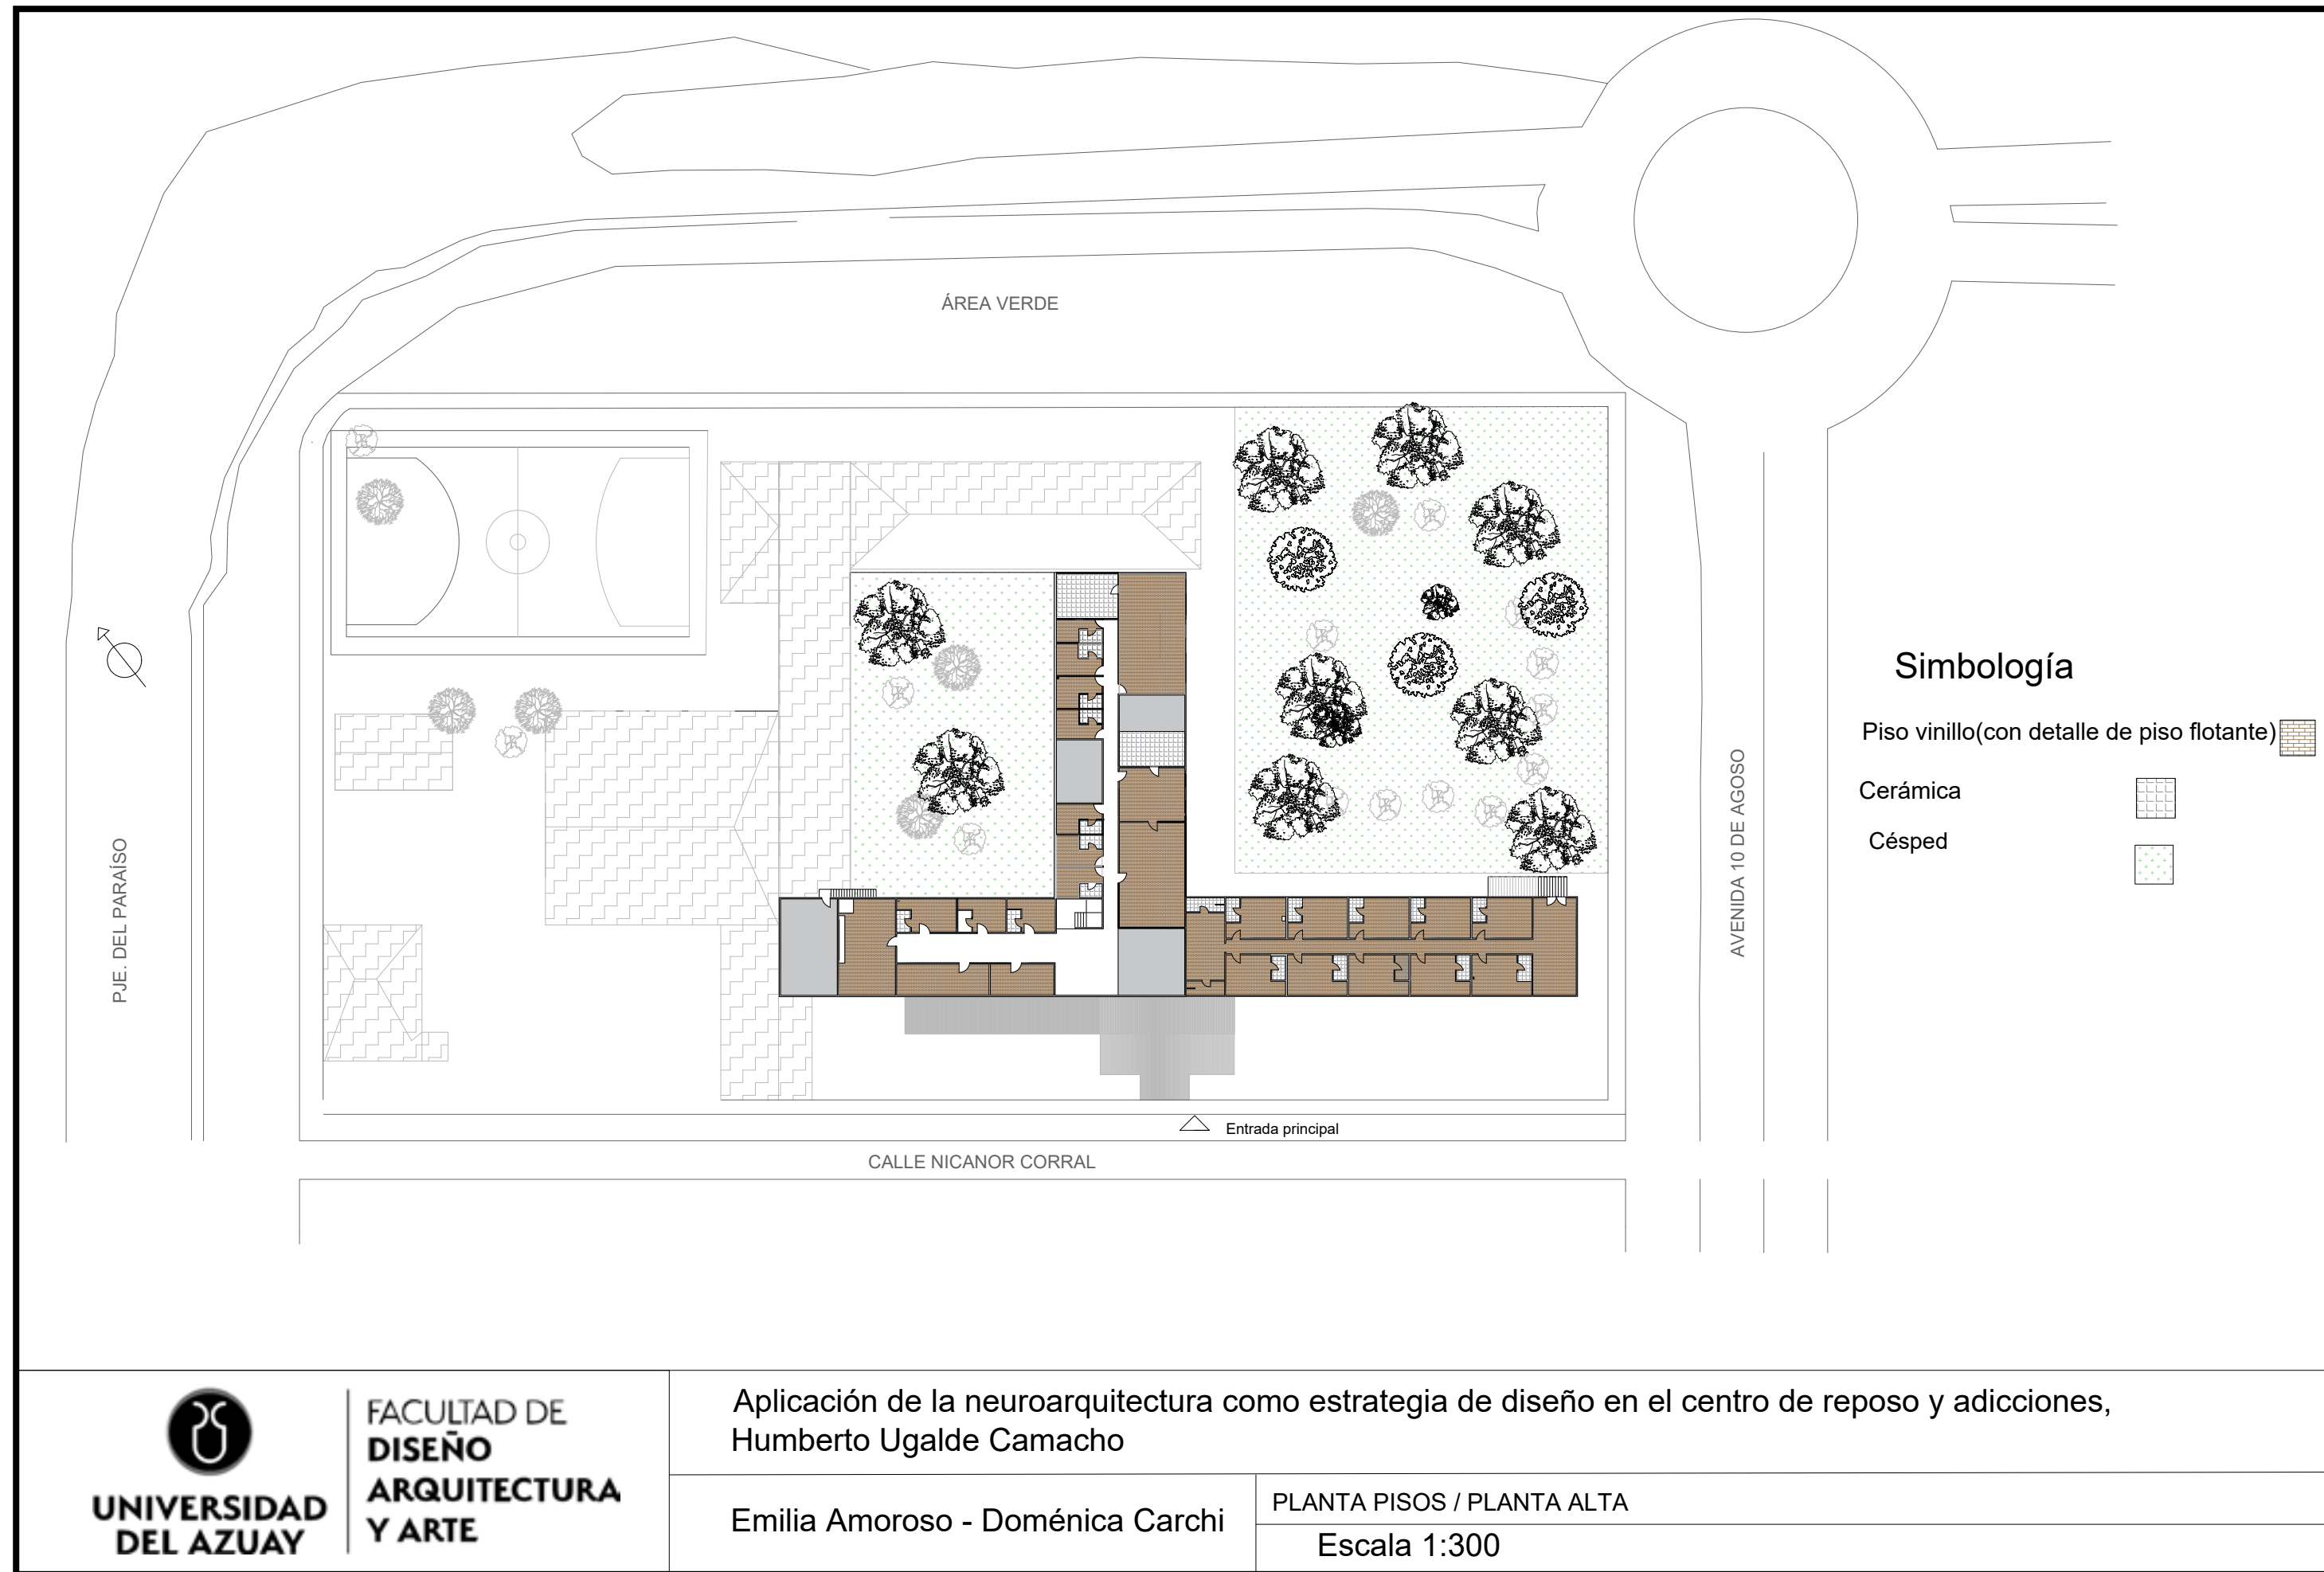 ÁREA VERDE
PJE. DEL PARAÍSO
AVENIDA 10 DE AGOSO
Simbología
Piso vinillo(con detalle de piso flotante)
Cerámica
Césped
Entrada principal
CALLE NICANOR CORRAL
UNIVERSIDAD
DEL AZUAY
FACULTAD DE
DISEÑO
ARQUITECTURA
Y ARTE
Aplicación de la neuroarquitectura como estrategia de diseño en el centro de reposo y adicciones,
Humberto Ugalde Camacho
Emilia Amoroso - Doménica Carchi
PLANTA PISOS / PLANTA ALTA
Escala 1:300